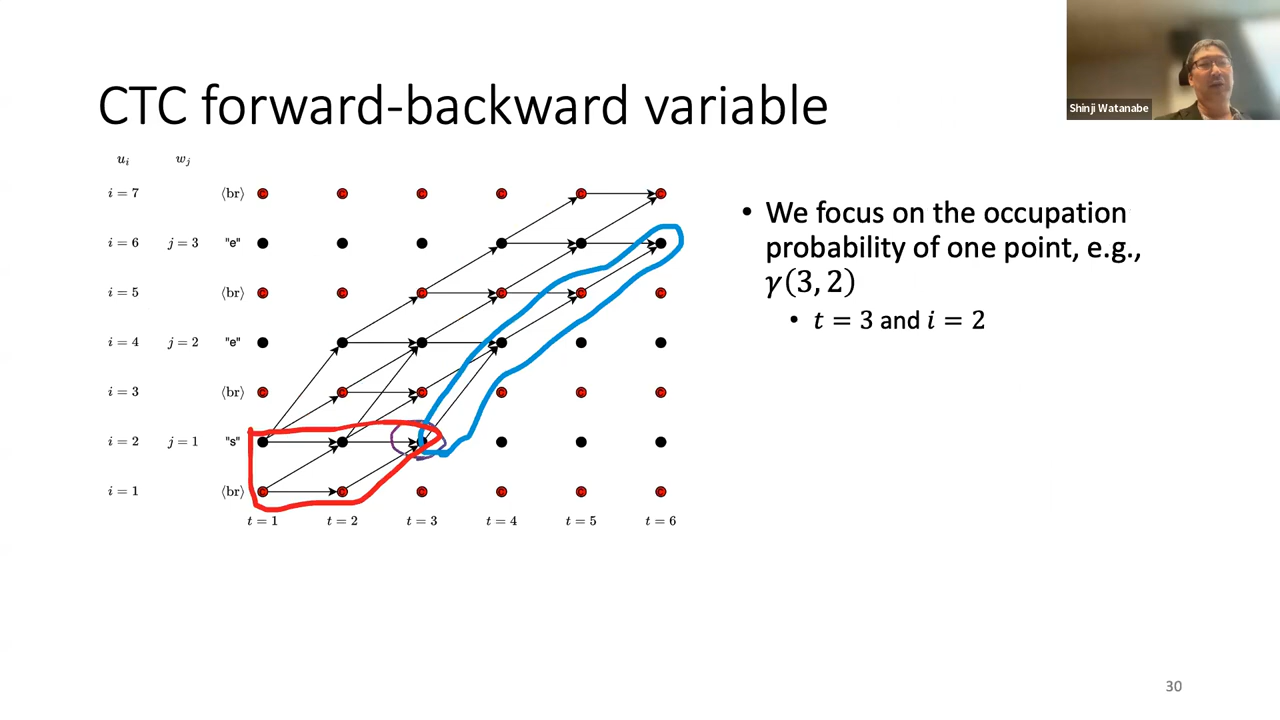 Shinji Watanabe
CTC forward-backward variable
u_i w_j
i = 7 ⟨br⟩
i = 6 j = 3 "e"
i = 5 ⟨br⟩
i = 4 j = 2 "e"
i = 3 ⟨br⟩
i = 2 j = 1 "s"
i = 1 ⟨br⟩
t = 1 t = 2 t = 3 t = 4 t = 5 t = 6
• We focus on the occupation
probability of one point, e.g.,
γ(3, 2)
• t = 3 and i = 2
30